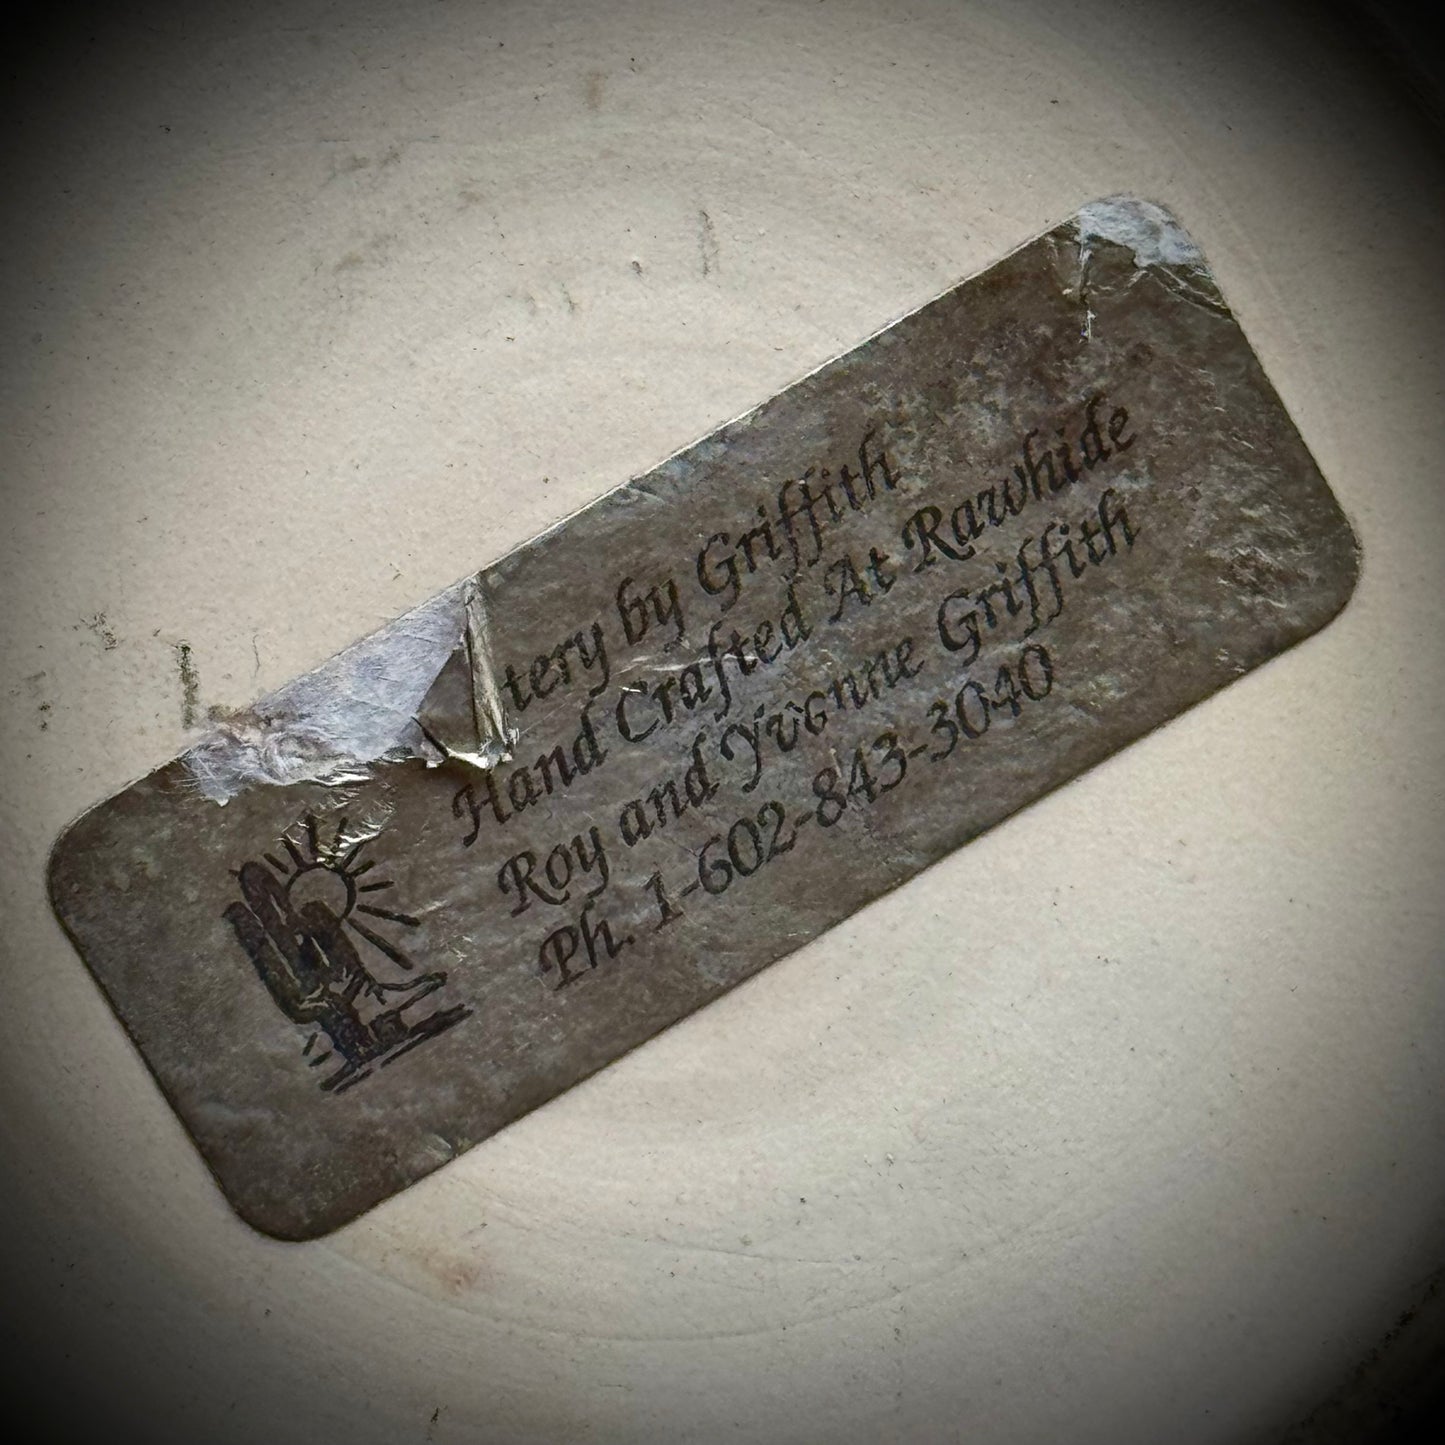 tery by Griffith
Hand Crafted At Rawhide
Roy and Yvonne Griffith
Ph. 1-602-843-3040